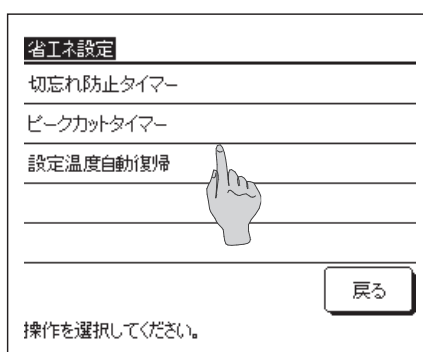 省エネ設定
切忘れ防止タイマー
ピークカットタイマー
設定温度自動復帰
戻る
操作を選択してください。